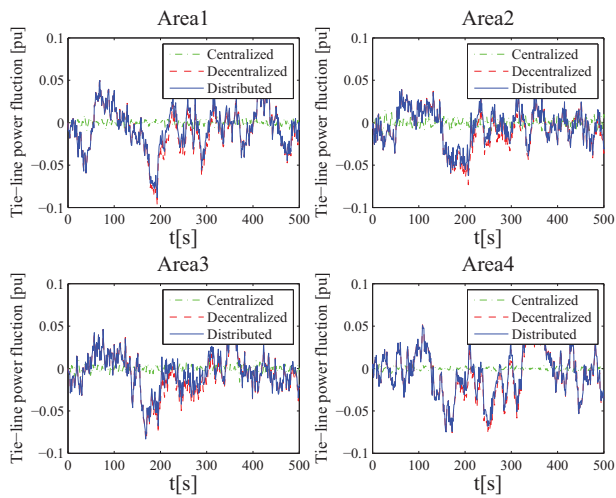 Area1
Tie-line power fluction [pu]
0.1
0.05
0
-0.05
-0.1
Centralized
Decentralized
Distributed
0 100 200 300 400 500
t[s]
Area2
Tie-line power fluction [pu]
0.1
0.05
0
-0.05
-0.1
Centralized
Decentralized
Distributed
0 100 200 300 400 500
t[s]
Area3
Tie-line power fluction [pu]
0.1
0.05
0
-0.05
-0.1
Centralized
Decentralized
Distributed
0 100 200 300 400 500
t[s]
Area4
Tie-line power fluction [pu]
0.1
0.05
0
-0.05
-0.1
Centralized
Decentralized
Distributed
0 100 200 300 400 500
t[s]